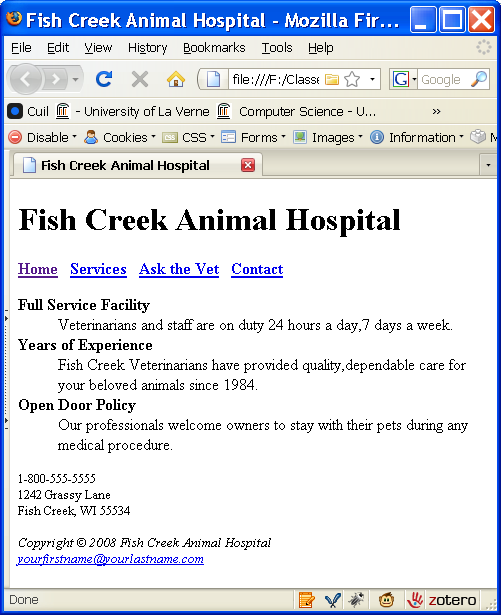 Fish Creek Animal Hospital - Mozilla Fir...
File Edit View History Bookmarks Tools Help
file:///F:/Classe G Google
Cuil - University of La Verne Computer Science - U... »
Disable Cookies CSS Forms Images Information M
Fish Creek Animal Hospital
Fish Creek Animal Hospital
Home Services Ask the Vet Contact
Full Service Facility
Veterinarians and staff are on duty 24 hours a day,7 days a week.
Years of Experience
Fish Creek Veterinarians have provided quality,dependable care for
your beloved animals since 1984.
Open Door Policy
Our professionals welcome owners to stay with their pets during any
medical procedure.
1-800-555-5555
1242 Grassy Lane
Fish Creek, WI 55534
Copyright © 2008 Fish Creek Animal Hospital
yourfirstname@yourlastname.com
Done zotero